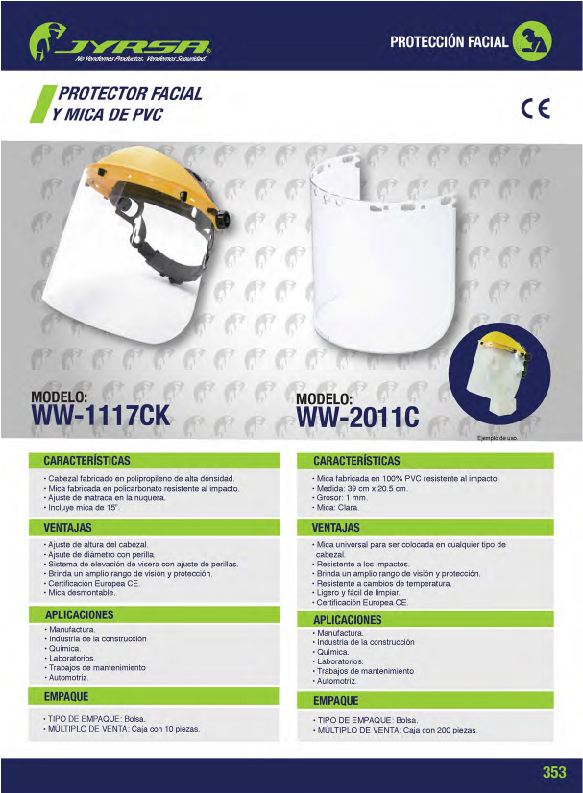 JYRSA®
No Vendemos Productos. Vendemos Seguridad.
PROTECCIÓN FACIAL
PROTECTOR FACIAL
Y MICA DE PVC
CE
MODELO:
WW-1117CK
MODELO:
WW-2011C
Ejemplo de uso.
CARACTERÍSTICAS
• Cabezal fabricado en polipropileno de alta densidad.
• Mica fabricada en policarbonato resistente al impacto.
• Ajuste de matraca en la nuquera.
• Incluye mica de 15".
VENTAJAS
• Ajuste de altura del cabezal.
• Ajsute de diámetro con perilla.
• Sistema de elevación de visero con ajuste de perillas.
• Brinda un amplio rango de visión y protección.
• Certificacion Europea CE.
• Mica desmontable.
APLICACIONES
• Manufactura.
• Industria de la construcción
• Química.
• Laboratorios.
• Trabajos de mantenimiento
• Automotriz.
EMPAQUE
• TIPO DE EMPAQUE: Bolsa.
• MÚLTIPLO DE VENTA: Caja con 10 piezas.
CARACTERÍSTICAS
• Mica fabricada en 100% PVC resistente al impacto
• Medida: 39 cm x 20.5 cm.
• Grosor: 1 mm.
• Mica: Clara.
VENTAJAS
• Mica universal para ser colocada en cualquier tipo de
cabezal.
• Resistente a los impactos.
• Brinda un amplio rango de visión y protección.
• Resistente a cambios de temperatura
• Ligero y fácil de limpiar.
• Certificación Europea CE.
APLICACIONES
• Manufactura.
• Industria de la construcción
• Química.
• Laboratorios.
• Trabajos de mantenimiento
• Automotriz.
EMPAQUE
• TIPO DE EMPAQUE: Bolsa.
• MÚLTIPLO DE VENTA: Caja con 200 piezas.
353